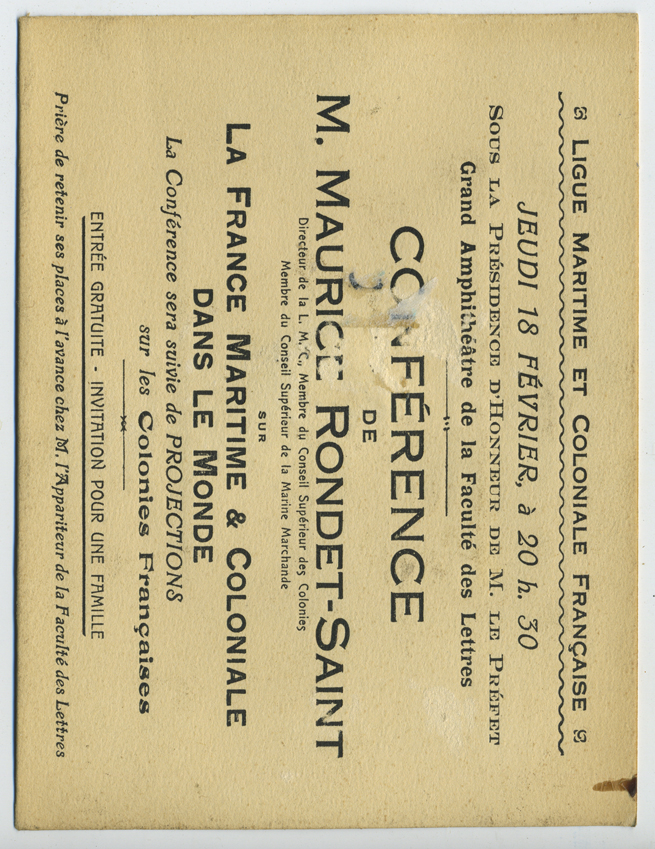 LIGUE MARITIME ET COLONIALE FRANÇAISE
JEUDI 18 FÉVRIER, à 20 h. 30
SOUS LA PRÉSIDENCE D'HONNEUR DE M. LE PRÉFET
Grand Amphithéâtre de la Faculté des Lettres
CONFÉRENCE
DE
M. MAURICE RONDET-SAINT
Directeur de la L. M. C., Membre du Conseil Supérieur des Colonies
Membre du Conseil Supérieur de la Marine Marchande
SUR
LA FRANCE MARITIME & COLONIALE
DANS LE MONDE
La Conférence sera suivie de PROJECTIONS
sur les Colonies Françaises
ENTRÉE GRATUITE - INVITATION POUR UNE FAMILLE
Prière de retenir ses places à l'avance chez M. l'Appariteur de la Faculté des Lettres